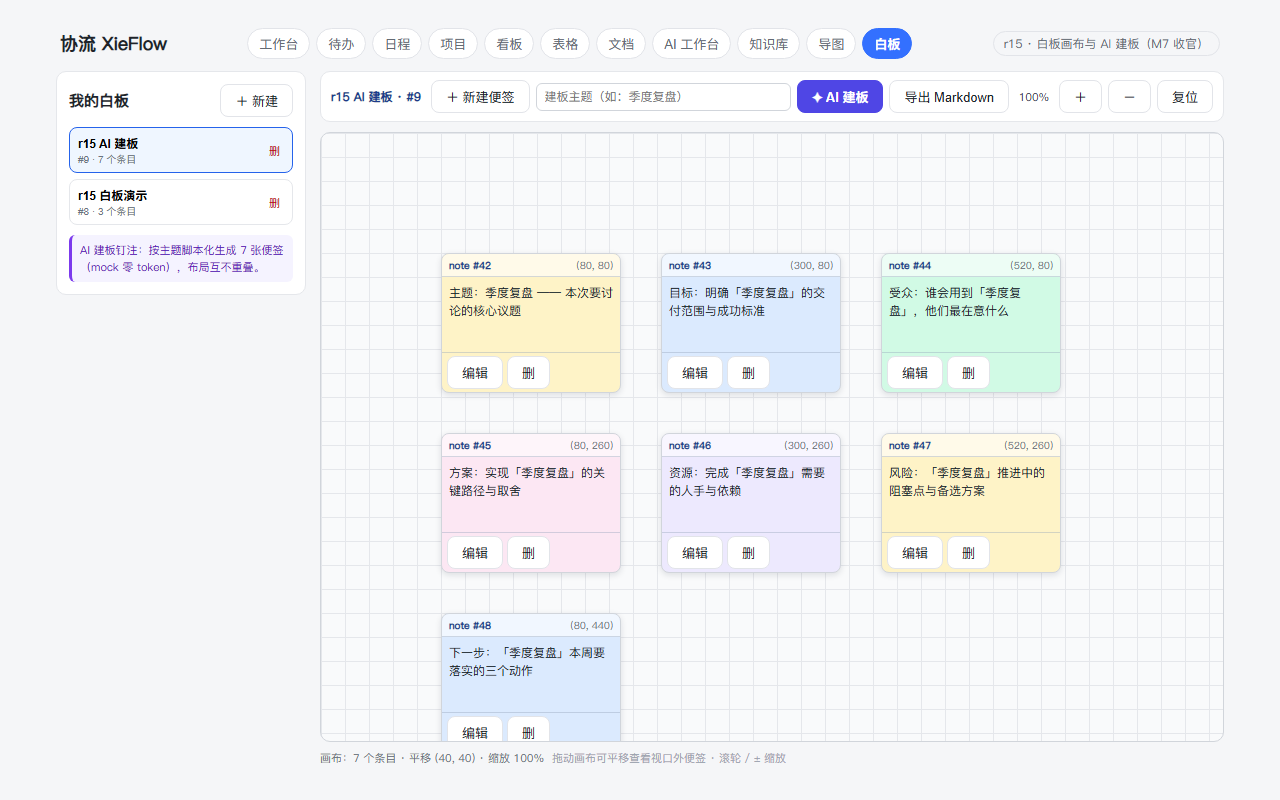 协流 XieFlow
工作台 待办 日程 项目 看板 表格 文档 AI 工作台 知识库 导图 白板
r15 · 白板画布与 AI 建板（M7 收官）
我的白板
＋ 新建
r15 AI 建板
#9 · 7 个条目
删
r15 白板演示
#8 · 3 个条目
删
AI 建板钉注：按主题脚本化生成 7 张便签
（mock 零 token），布局互不重叠。
r15 AI 建板 · #9
＋ 新建便签
建板主题（如：季度复盘）
✦ AI 建板
导出 Markdown
100%
＋
－
复位
note #42 (80, 80)
主题：季度复盘 —— 本次要讨
论的核心议题
编辑 删
note #43 (300, 80)
目标：明确「季度复盘」的交
付范围与成功标准
编辑 删
note #44 (520, 80)
受众：谁会用到「季度复
盘」，他们最在意什么
编辑 删
note #45 (80, 260)
方案：实现「季度复盘」的关
键路径与取舍
编辑 删
note #46 (300, 260)
资源：完成「季度复盘」需要
的人手与依赖
编辑 删
note #47 (520, 260)
风险：「季度复盘」推进中的
阻塞点与备选方案
编辑 删
note #48 (80, 440)
下一步：「季度复盘」本周要
落实的三个动作
编辑 删
画布：7 个条目 · 平移 (40, 40) · 缩放 100% 拖动画布可平移查看视口外便签 · 滚轮 / ± 缩放